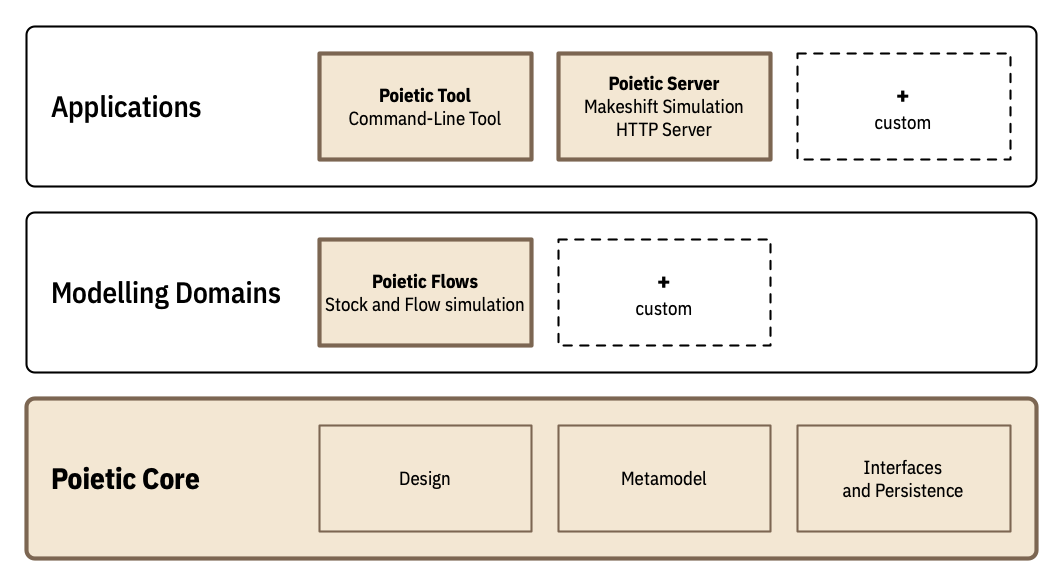 Applications
Poietic Tool
Command-Line Tool
Poietic Server
Makeshift Simulation
HTTP Server
+
custom
Modelling Domains
Poietic Flows
Stock and Flow simulation
+
custom
Poietic Core
Design
Metamodel
Interfaces
and Persistence